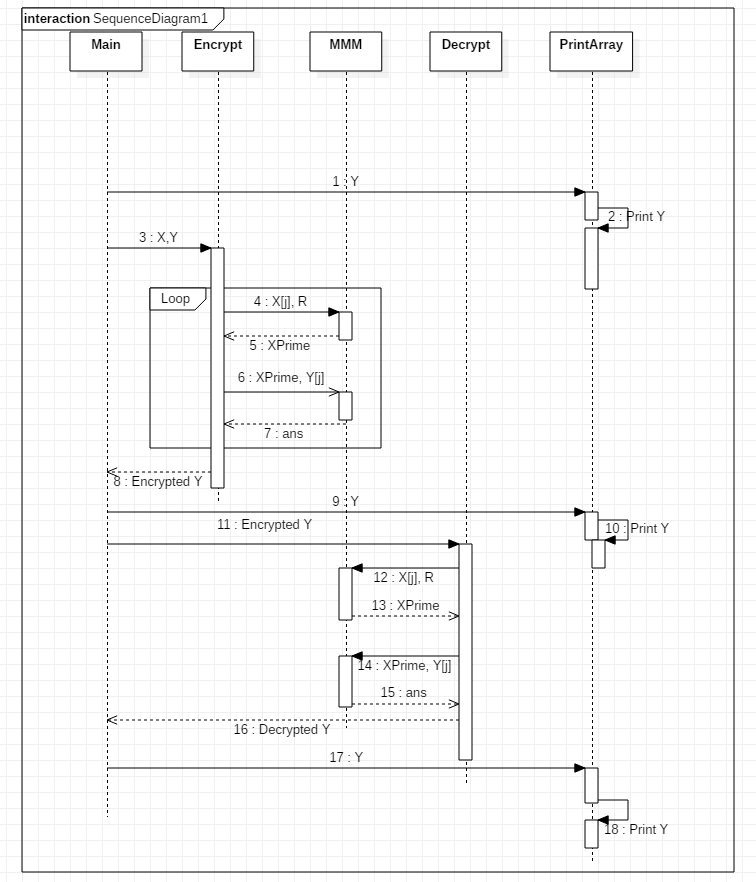 interaction SequenceDiagram1
Main
Encrypt
MMM
Decrypt
PrintArray
1 : Y
2 : Print Y
3 : X,Y
Loop
4 : X[j], R
5 : XPrime
6 : XPrime, Y[j]
7 : ans
8 : Encrypted Y
9 : Y
10 : Print Y
11 : Encrypted Y
12 : X[j], R
13 : XPrime
14 : XPrime, Y[j]
15 : ans
16 : Decrypted Y
17 : Y
18 : Print Y